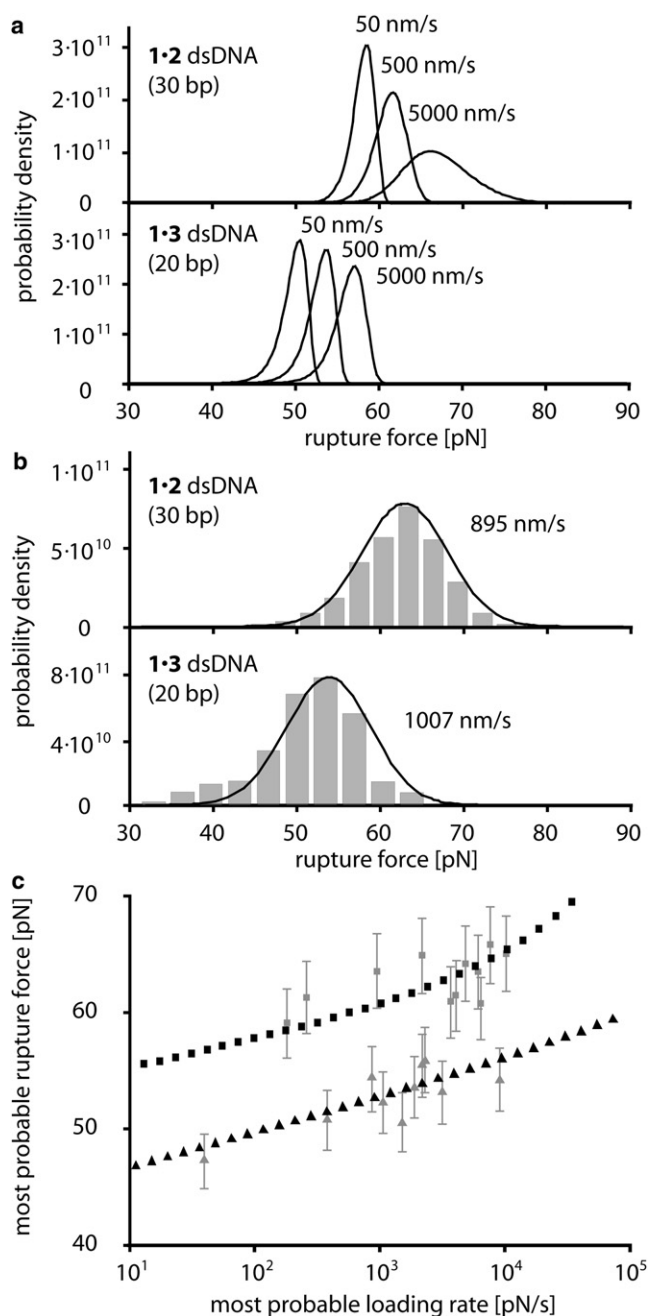 a
1•2 dsDNA
(30 bp)
50 nm/s
500 nm/s
5000 nm/s
3·10¹¹
2·10¹¹
1·10¹¹
0
1•3 dsDNA
(20 bp)
50 nm/s
500 nm/s
5000 nm/s
3·10¹¹
2·10¹¹
1·10¹¹
0
probability density
30 40 50 60 70 80 90
rupture force [pN]
b
1•2 dsDNA
(30 bp)
895 nm/s
1·10¹¹
5·10¹⁰
0
1•3 dsDNA
(20 bp)
1007 nm/s
8·10¹¹
4·10¹⁰
0
probability density
30 40 50 60 70 80 90
rupture force [pN]
c
most probable rupture force [pN]
70
60
50
40
10¹ 10² 10³ 10⁴ 10⁵
most probable loading rate [pN/s]